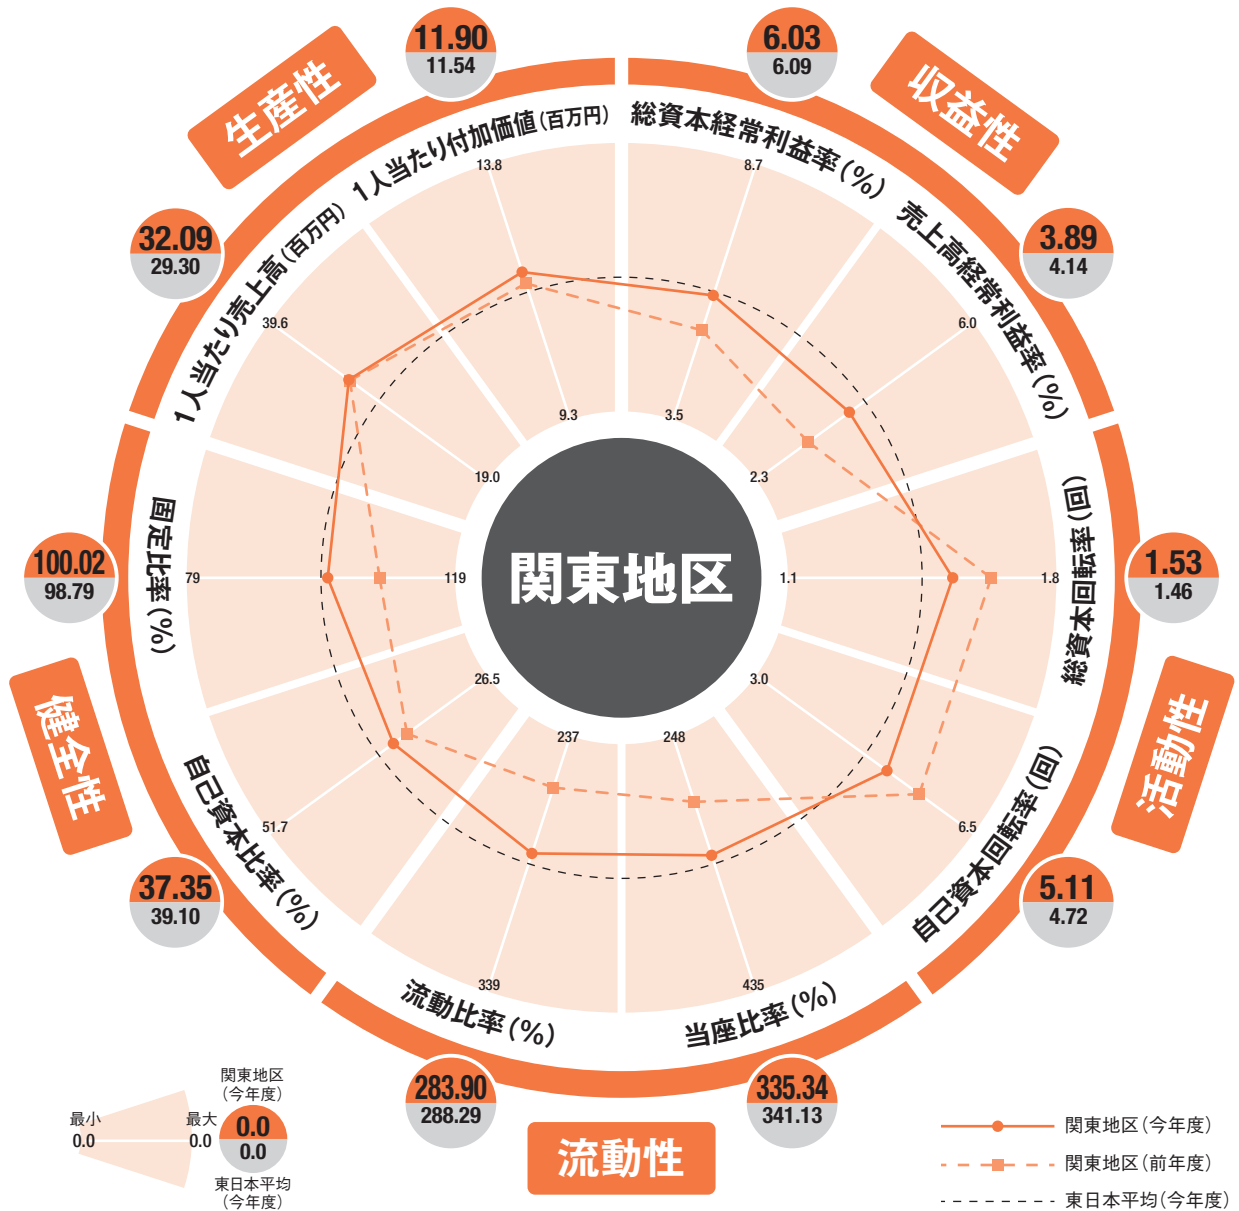 関東地区
収益性
6.03
6.09
総資本経常利益率(%)
8.7
3.5
3.89
4.14
売上高経常利益率(%)
6.0
2.3
活動性
1.53
1.46
総資本回転率(回)
1.8
1.1
5.11
4.72
自己資本回転率(回)
6.5
3.0
流動性
335.34
341.13
当座比率(%)
435
248
283.90
288.29
流動比率(%)
339
237
健全性
37.35
39.10
自己資本比率(%)
51.7
26.5
100.02
98.79
固定比率(%)
79
119
生産性
32.09
29.30
1人当たり売上高(百万円)
39.6
19.0
11.90
11.54
1人当たり付加価値(百万円)
13.8
9.3
関東地区
(今年度)
最小
0.0
最大
0.0
0.0
0.0
東日本平均
(今年度)
関東地区(今年度)
関東地区(前年度)
東日本平均(今年度)